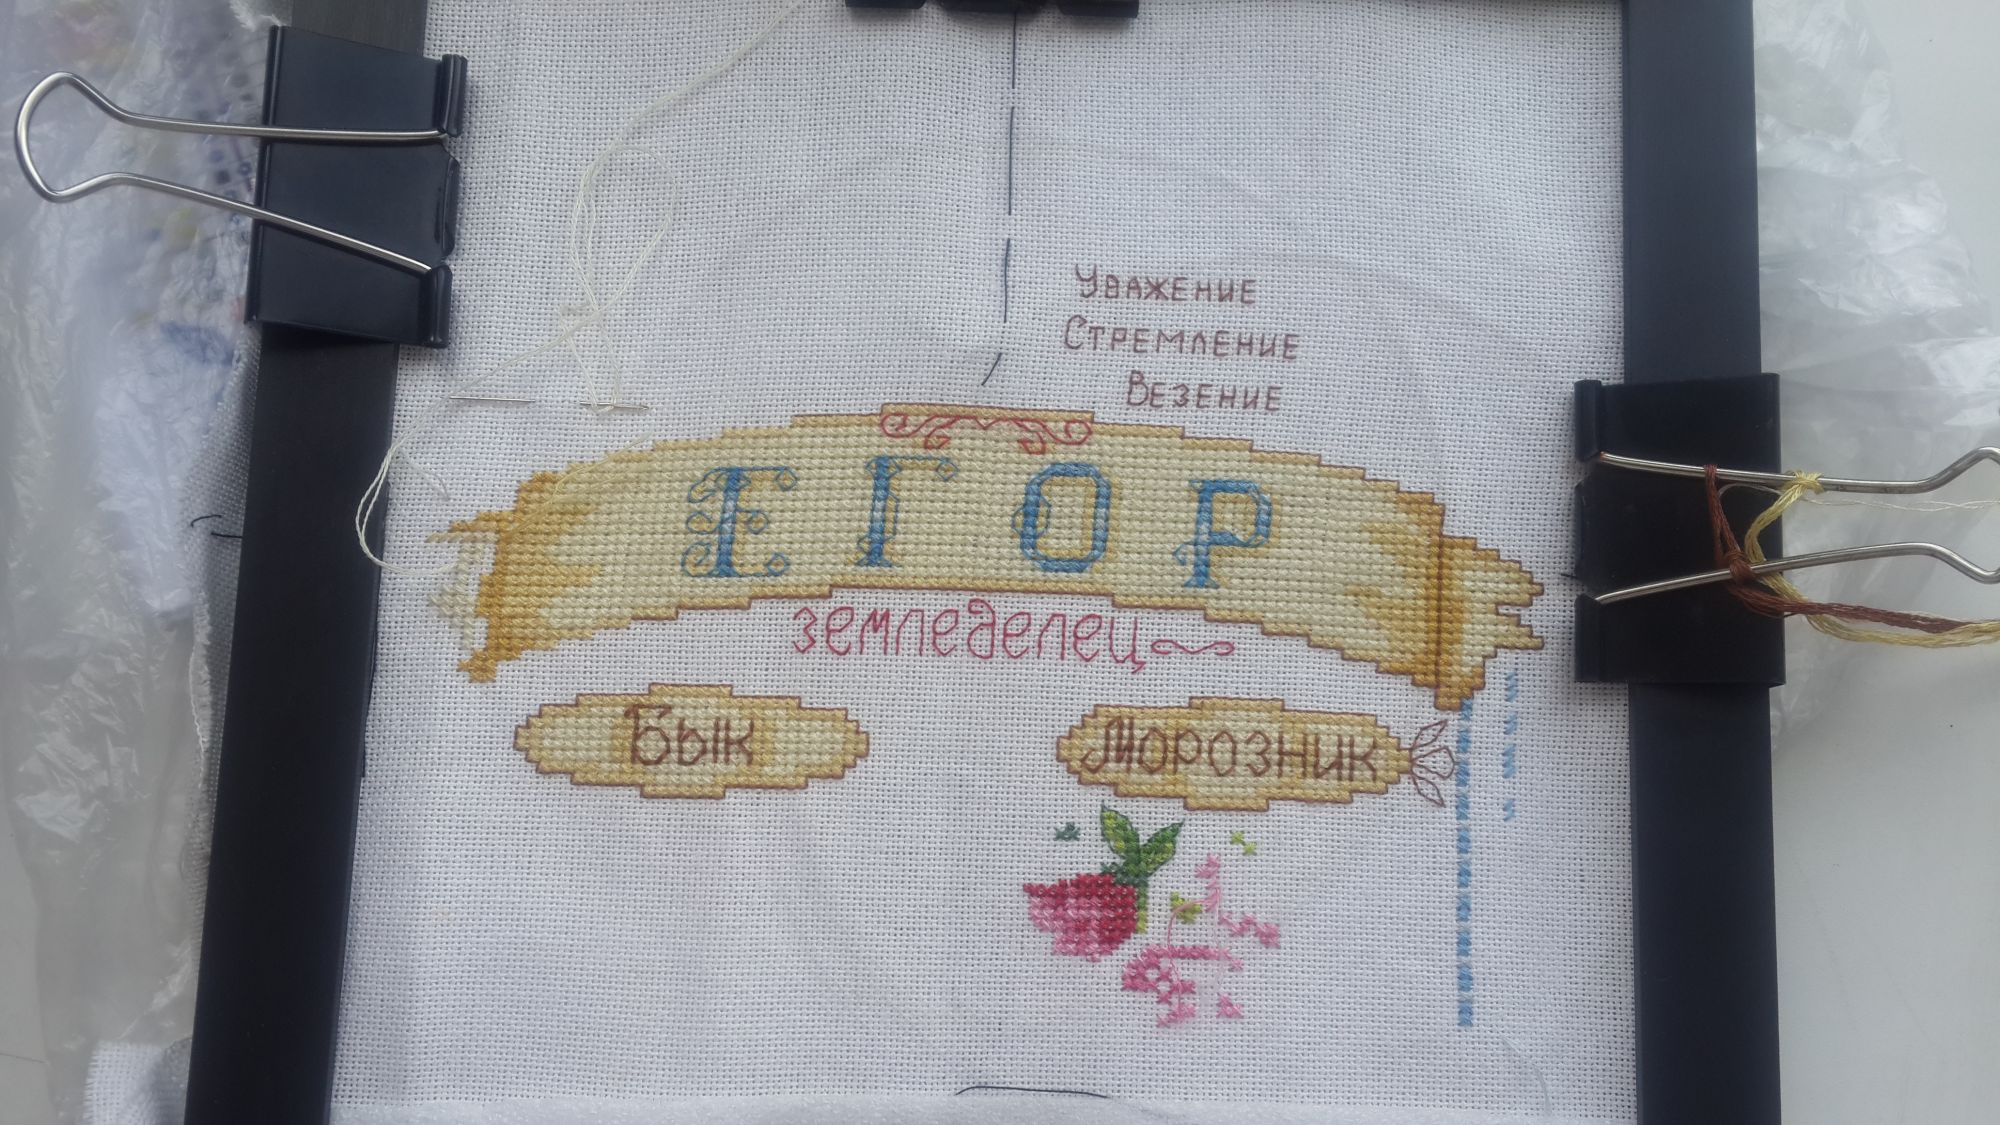 Уважение
Стремление
Везение
ЕГОР
земледелец
Бык
Морозник